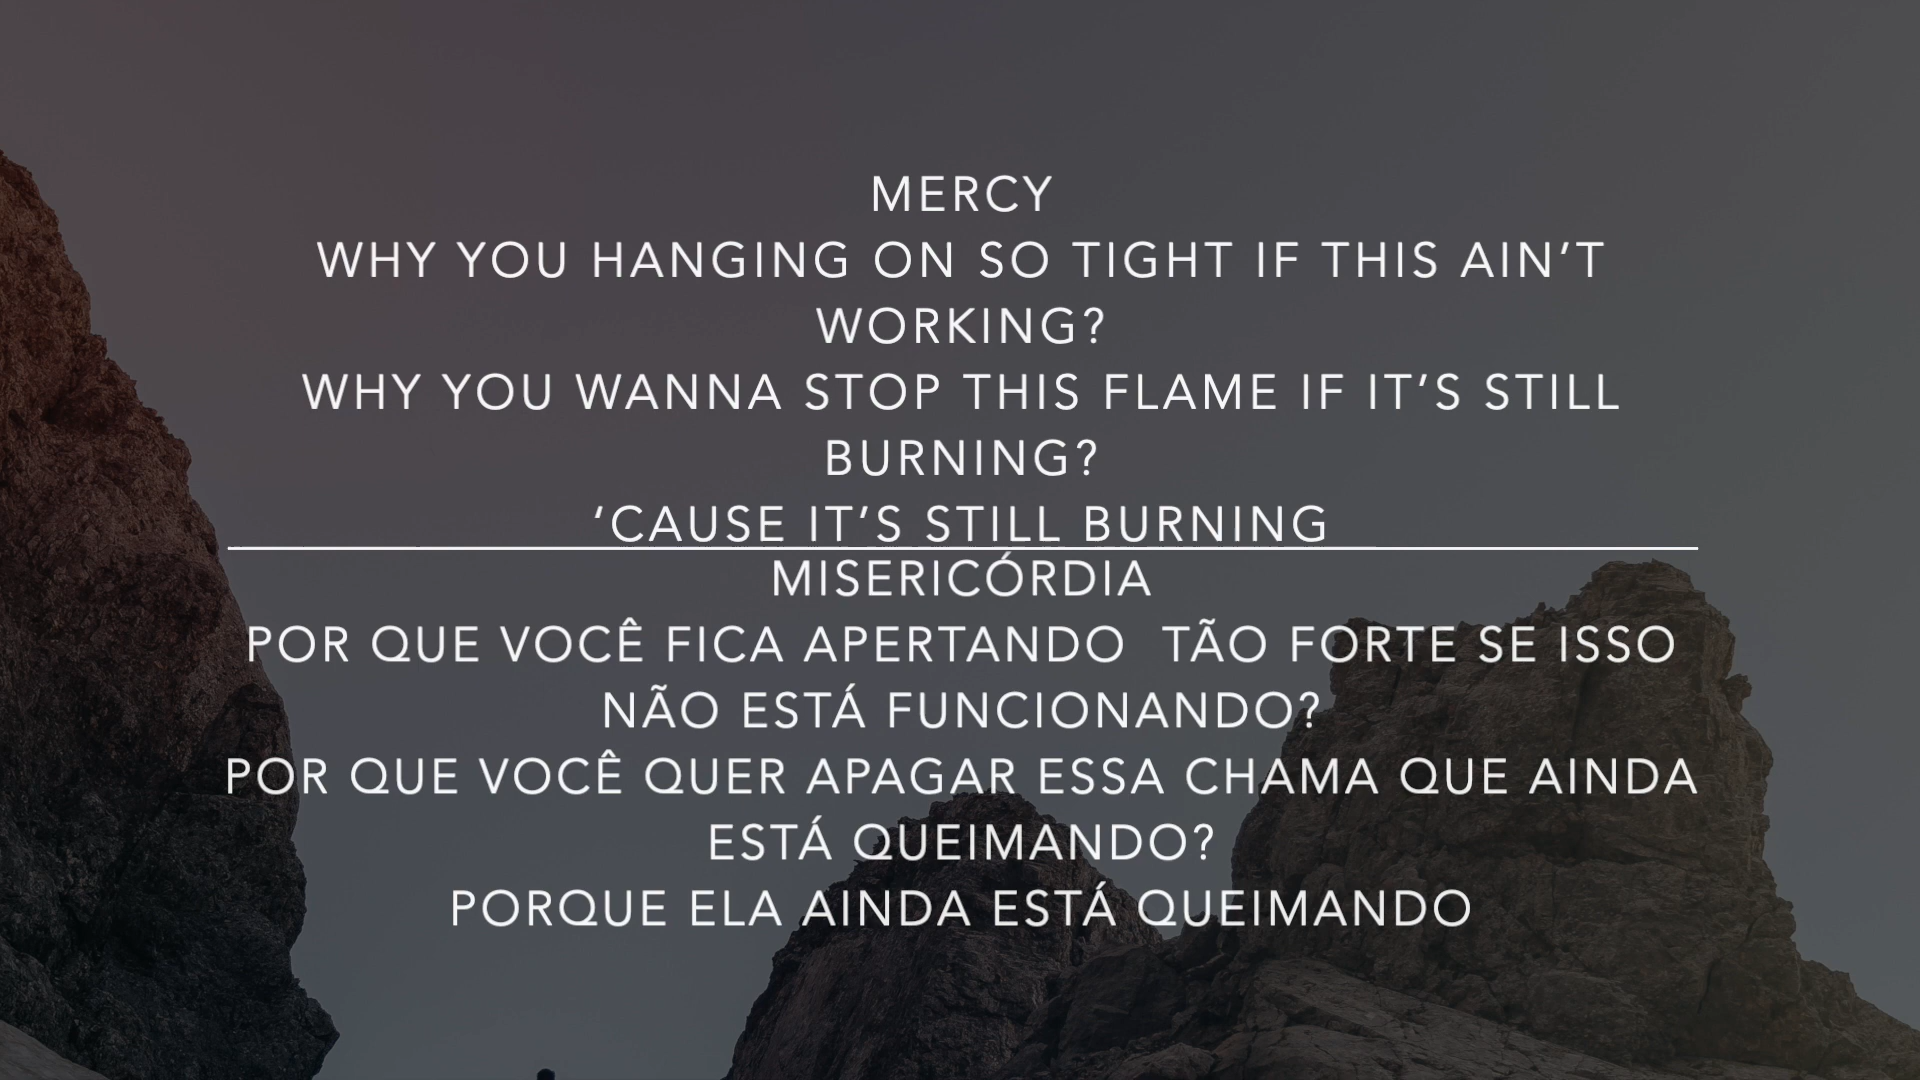 MERCY
WHY YOU HANGING ON SO TIGHT IF THIS AIN’T
WORKING?
WHY YOU WANNA STOP THIS FLAME IF IT’S STILL
BURNING?
‘CAUSE IT’S STILL BURNING
MISERICÓRDIA
POR QUE VOCÊ FICA APERTANDO  TÃO FORTE SE ISSO
NÃO ESTÁ FUNCIONANDO?
POR QUE VOCÊ QUER APAGAR ESSA CHAMA QUE AINDA
ESTÁ QUEIMANDO?
PORQUE ELA AINDA ESTÁ QUEIMANDO